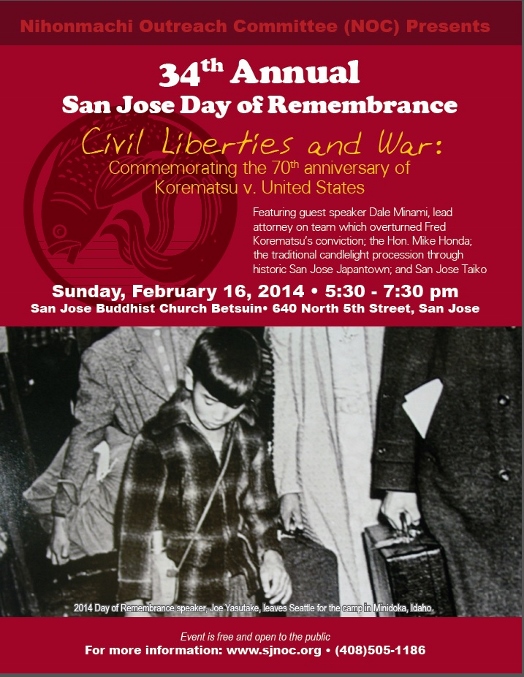 Nihonmachi Outreach Committee (NOC) Presents
34th Annual
San Jose Day of Remembrance
Civil Liberties and War:
Commemorating the 70th anniversary of
Korematsu v. United States
Featuring guest speaker Dale Minami, lead
attorney on team which overturned Fred
Korematsu's conviction; the Hon. Mike Honda;
the traditional candlelight procession through
historic San Jose Japantown; and San Jose Taiko
Sunday, February 16, 2014 • 5:30 - 7:30 pm
San Jose Buddhist Church Betsuin• 640 North 5th Street, San Jose
2014 Day of Remembrance speaker, Joe Yasutake, leaves Seattle for the camp in Minidoka, Idaho.
Event is free and open to the public
For more information: www.sjnoc.org • (408)505-1186